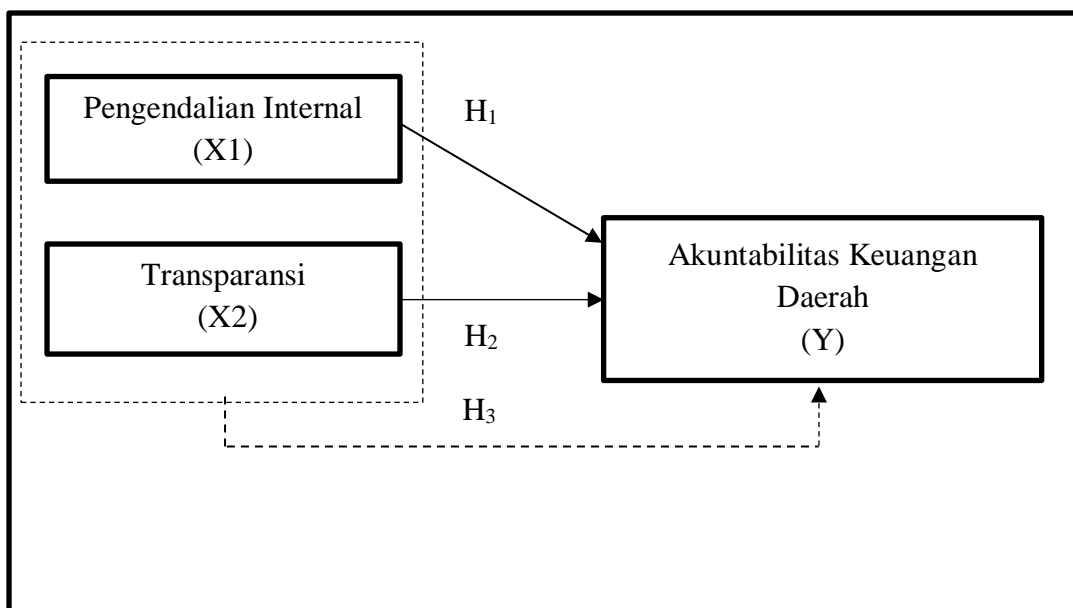 Pengendalian Internal
(X1)
H₁
Transparansi
(X2)
H₂
Akuntabilitas Keuangan
Daerah
(Y)
H₃